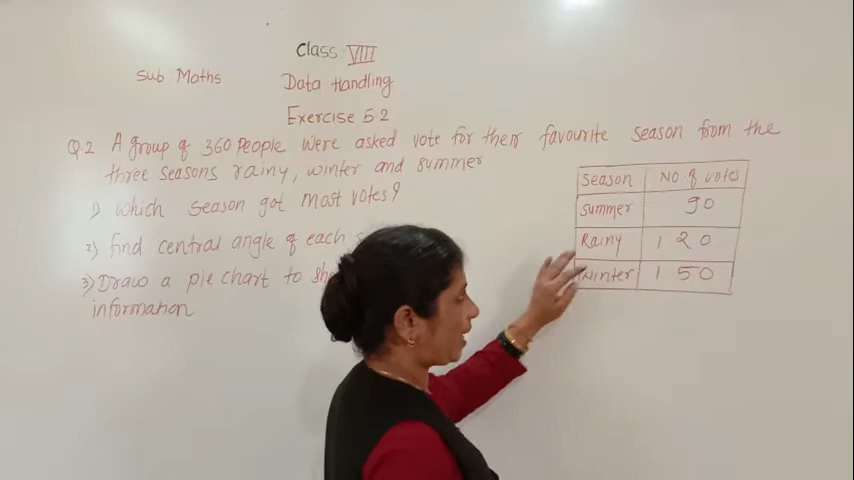 Class VIII
Sub Maths
Data Handling
Exercise 5.2
Q.2 A group of 360 People were asked vote for their favourite season from the
three seasons rainy, winter and summer
1) which season got most votes?
2) find central angle of each
3) Draw a pie chart to
information
Season No of votes
Summer 90
Rainy 120
Winter 150